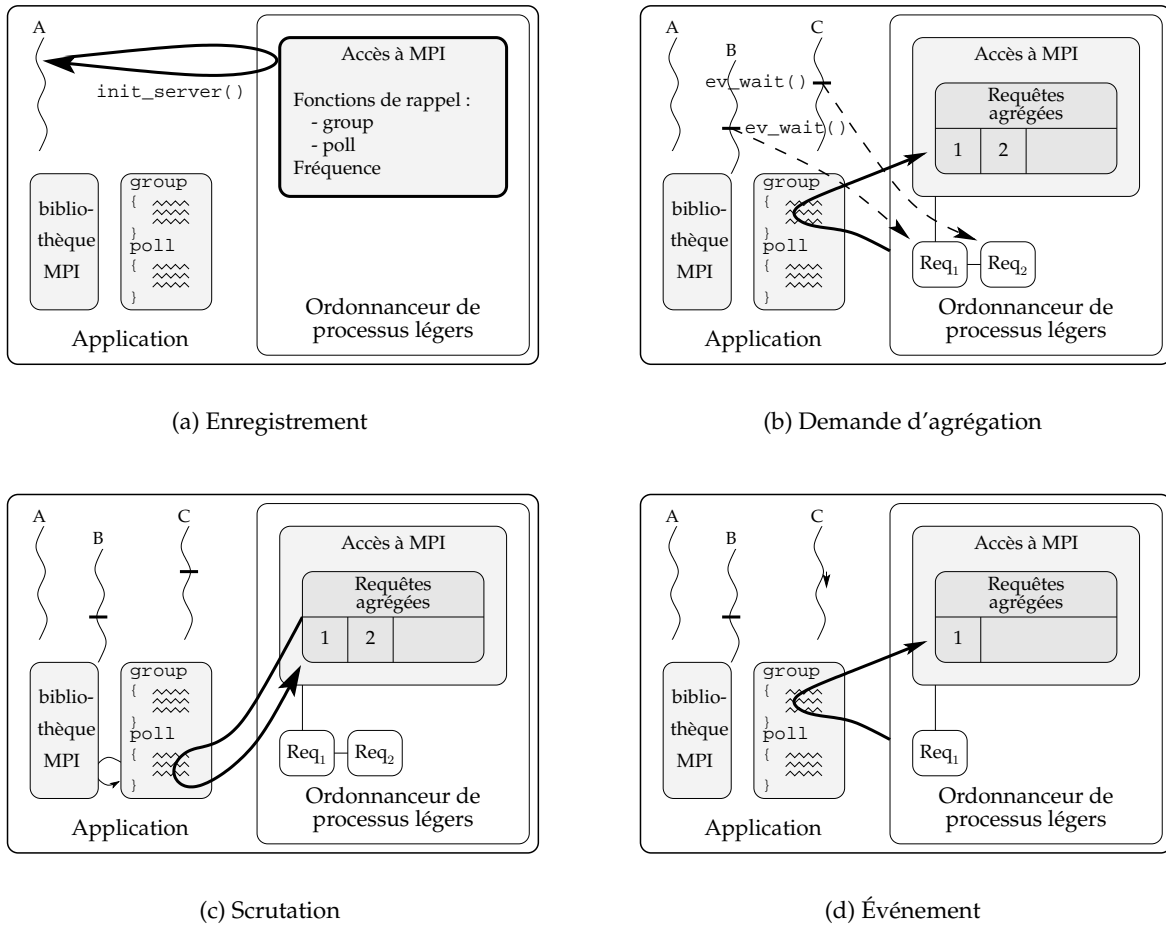 A
init_server()
Accès à MPI
Fonctions de rappel :
- group
- poll
Fréquence
biblio-
thèque
MPI
group
{
}
poll
{
}
Application
Ordonnanceur de
processus légers
(a) Enregistrement
A
B
C
ev_wait()
ev_wait()
Accès à MPI
Requêtes
agrégées
1 2
biblio-
thèque
MPI
group
{
}
poll
{
}
Req1 Req2
Application
Ordonnanceur de
processus légers
(b) Demande d'agrégation
A
B
C
Accès à MPI
Requêtes
agrégées
1 2
biblio-
thèque
MPI
group
{
}
poll
{
}
Req1 Req2
Application
Ordonnanceur de
processus légers
(c) Scrutation
A
B
C
Accès à MPI
Requêtes
agrégées
1
biblio-
thèque
MPI
group
{
}
poll
{
}
Req1
Application
Ordonnanceur de
processus légers
(d) Événement